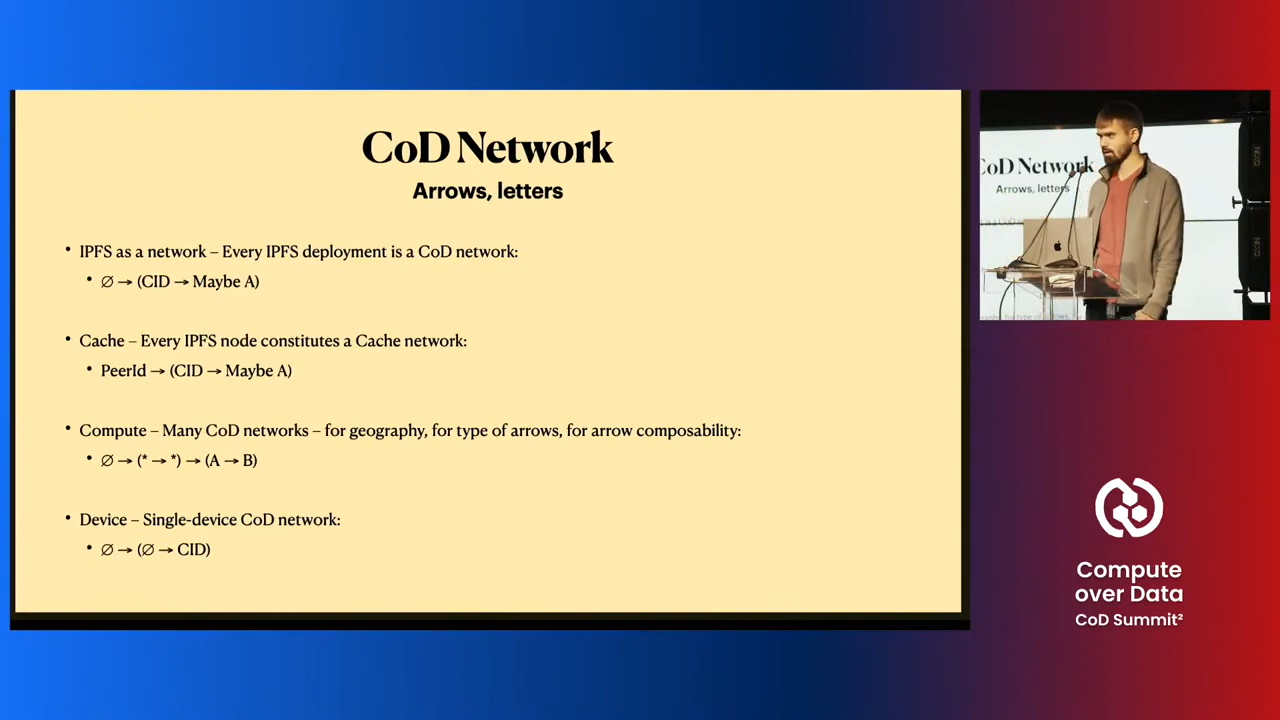 CoD Network
Arrows, letters
• IPFS as a network – Every IPFS deployment is a CoD network:
• ∅ → (CID → Maybe A)
• Cache – Every IPFS node constitutes a Cache network:
• PeerId → (CID → Maybe A)
• Compute – Many CoD networks – for geography, for type of arrows, for arrow composability:
• ∅ → (* → *) → (A → B)
• Device – Single-device CoD network:
• ∅ → (∅ → CID)
CoD Network
Arrows, letters
Compute
over Data
CoD Summit²